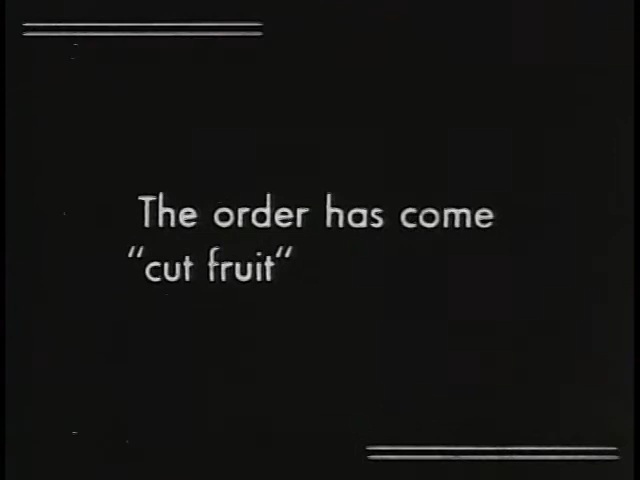 The order has come
“cut fruit“